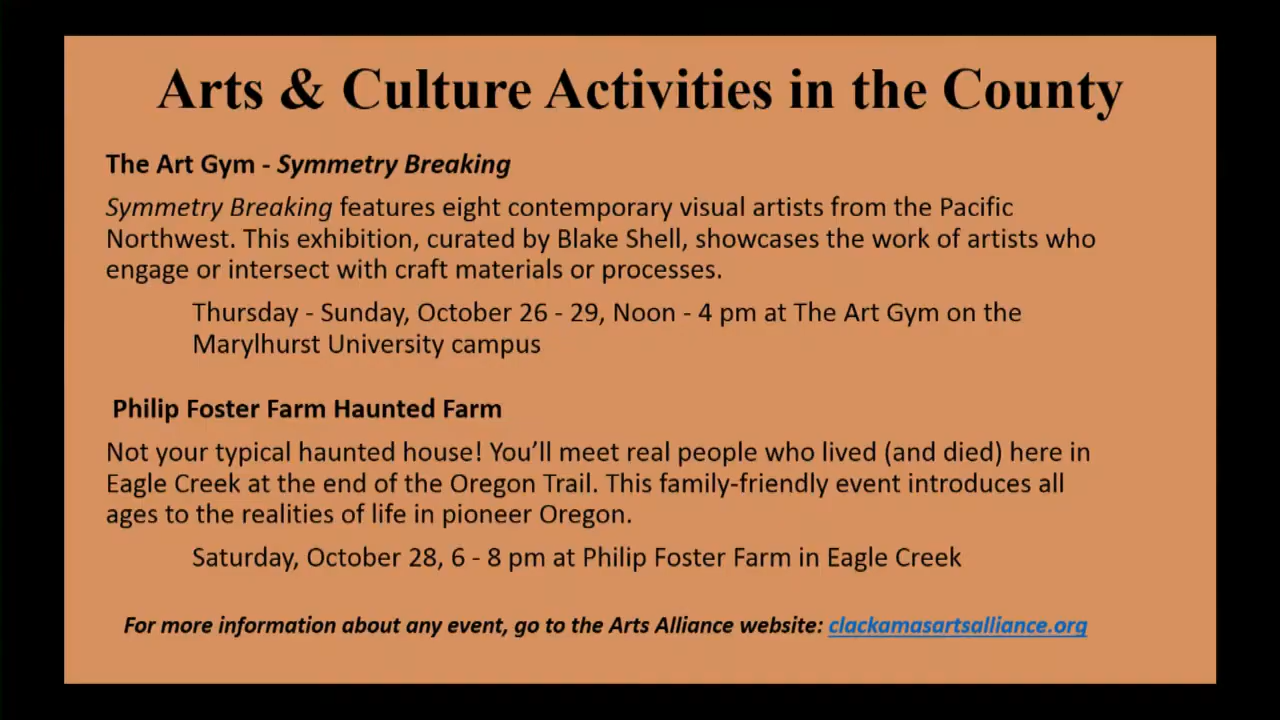 Arts & Culture Activities in the County
The Art Gym - Symmetry Breaking
Symmetry Breaking features eight contemporary visual artists from the Pacific
Northwest. This exhibition, curated by Blake Shell, showcases the work of artists who
engage or intersect with craft materials or processes.
Thursday - Sunday, October 26 - 29, Noon - 4 pm at The Art Gym on the
Marylhurst University campus
Philip Foster Farm Haunted Farm
Not your typical haunted house! You’ll meet real people who lived (and died) here in
Eagle Creek at the end of the Oregon Trail. This family-friendly event introduces all
ages to the realities of life in pioneer Oregon.
Saturday, October 28, 6 - 8 pm at Philip Foster Farm in Eagle Creek
For more information about any event, go to the Arts Alliance website: clackamasartsalliance.org